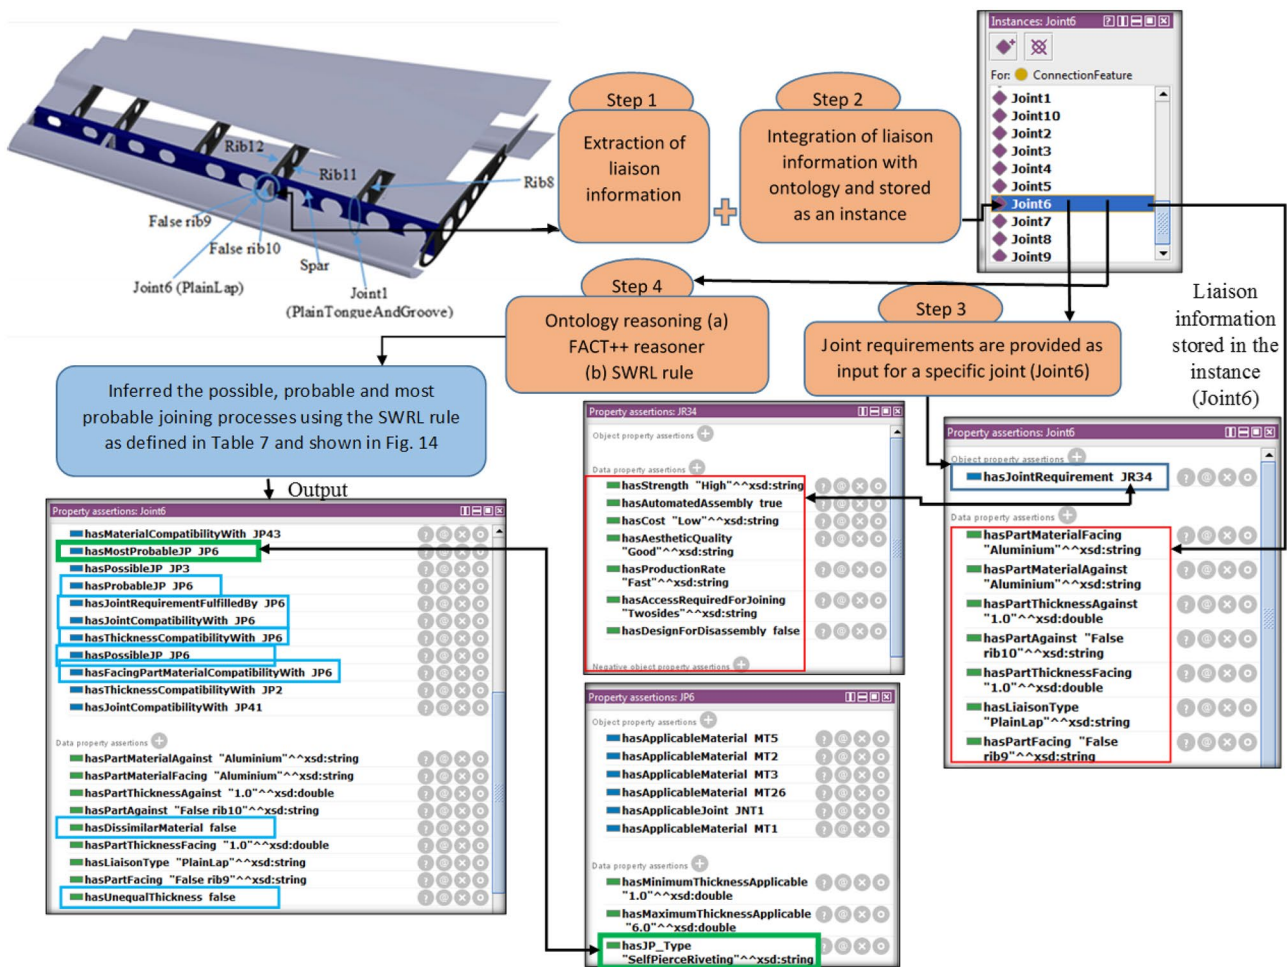 Rib12
Rib11
Rib8
False rib9
False rib10
Spar
Joint6 (PlainLap)
Joint1
(PlainTongueAndGroove)
Step 1
Extraction of
liaison
information
Step 2
Integration of liaison
information with
ontology and stored
as an instance
Instances: Joint6
For: ConnectionFeature
Joint1
Joint10
Joint2
Joint3
Joint4
Joint5
Joint6
Joint7
Joint8
Joint9
Step 4
Ontology reasoning (a)
FACT++ reasoner
(b) SWRL rule
Step 3
Joint requirements are provided as
input for a specific joint (Joint6)
Liaison
information
stored in the
instance
(Joint6)
Inferred the possible, probable and most
probable joining processes using the SWRL rule
as defined in Table 7 and shown in Fig. 14
Output
Property assertions: Joint6
hasMaterialCompatibilityWith JP43
hasMostProbableJP JP6
hasPossibleJP JP3
hasProbableJP JP6
hasJointRequirementFulfilledBy JP6
hasJointCompatibilityWith JP6
hasThicknessCompatibilityWith JP6
hasPossibleJP JP6
hasFacingPartMaterialCompatibilityWith JP6
hasThicknessCompatibilityWith JP2
hasJointCompatibilityWith JP41
Data property assertions
hasPartMaterialAgainst "Aluminium"^^xsd:string
hasPartMaterialFacing "Aluminium"^^xsd:string
hasPartThicknessAgainst "1.0"^^xsd:double
hasPartAgainst "False rib10"^^xsd:string
hasDissimilarMaterial false
hasPartThicknessFacing "1.0"^^xsd:double
hasLiaisonType "PlainLap"^^xsd:string
hasPartFacing "False rib9"^^xsd:string
hasUnequalThickness false
Property assertions: JR34
Object property assertions
Data property assertions
hasStrength "High"^^xsd:string
hasAutomatedAssembly true
hasCost "Low"^^xsd:string
hasAestheticQuality
"Good"^^xsd:string
hasProductionRate
"Fast"^^xsd:string
hasAccessRequiredForJoining
"Twosides"^^xsd:string
hasDesignForDisassembly false
Negative object property assertions
Property assertions: JP6
Object property assertions
hasApplicableMaterial MT5
hasApplicableMaterial MT2
hasApplicableMaterial MT3
hasApplicableMaterial MT26
hasApplicableJoint JNT1
hasApplicableMaterial MT1
Data property assertions
hasMinimumThicknessApplicable
"1.0"^^xsd:double
hasMaximumThicknessApplicable
"6.0"^^xsd:double
hasJP_Type
"SelfPierceRiveting"^^xsd:string
Property assertions: Joint6
Object property assertions
hasJointRequirement JR34
Data property assertions
hasPartMaterialFacing
"Aluminium"^^xsd:string
hasPartMaterialAgainst
"Aluminium"^^xsd:string
hasPartThicknessAgainst
"1.0"^^xsd:double
hasPartAgainst "False
rib10"^^xsd:string
hasPartThicknessFacing
"1.0"^^xsd:double
hasLiaisonType
"PlainLap"^^xsd:string
hasPartFacing "False
rib9"^^xsd:string